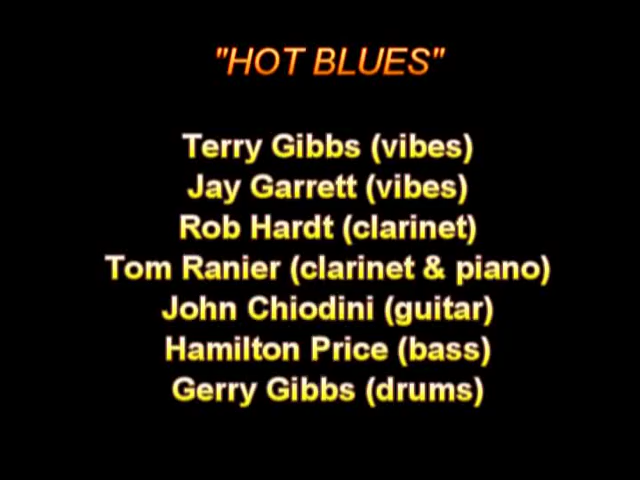 "HOT BLUES"
Terry Gibbs (vibes)
Jay Garrett (vibes)
Rob Hardt (clarinet)
Tom Ranier (clarinet & piano)
John Chiodini (guitar)
Hamilton Price (bass)
Gerry Gibbs (drums)